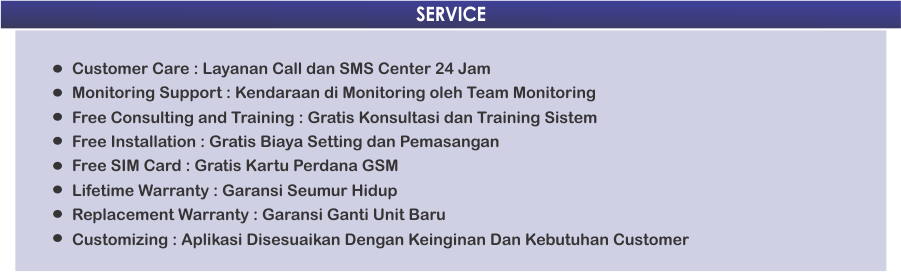 SERVICE
• Customer Care : Layanan Call dan SMS Center 24 Jam
• Monitoring Support : Kendaraan di Monitoring oleh Team Monitoring
• Free Consulting and Training : Gratis Konsultasi dan Training Sistem
• Free Installation : Gratis Biaya Setting dan Pemasangan
• Free SIM Card : Gratis Kartu Perdana GSM
• Lifetime Warranty : Garansi Seumur Hidup
• Replacement Warranty : Garansi Ganti Unit Baru
• Customizing : Aplikasi Disesuaikan Dengan Keinginan Dan Kebutuhan Customer